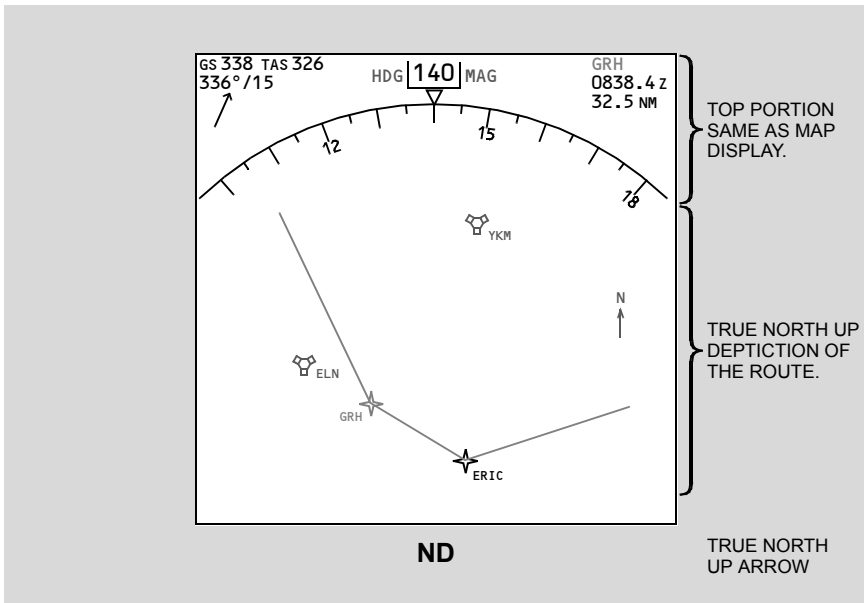 GS 338 TAS 326
336°/15
HDG 140 MAG
GRH
0838.4 Z
32.5 NM
12
15
18
YKM
N
ELN
GRH
ERIC
ND
TOP PORTION
SAME AS MAP
DISPLAY.
TRUE NORTH UP
DEPTICTION OF
THE ROUTE.
TRUE NORTH
UP ARROW